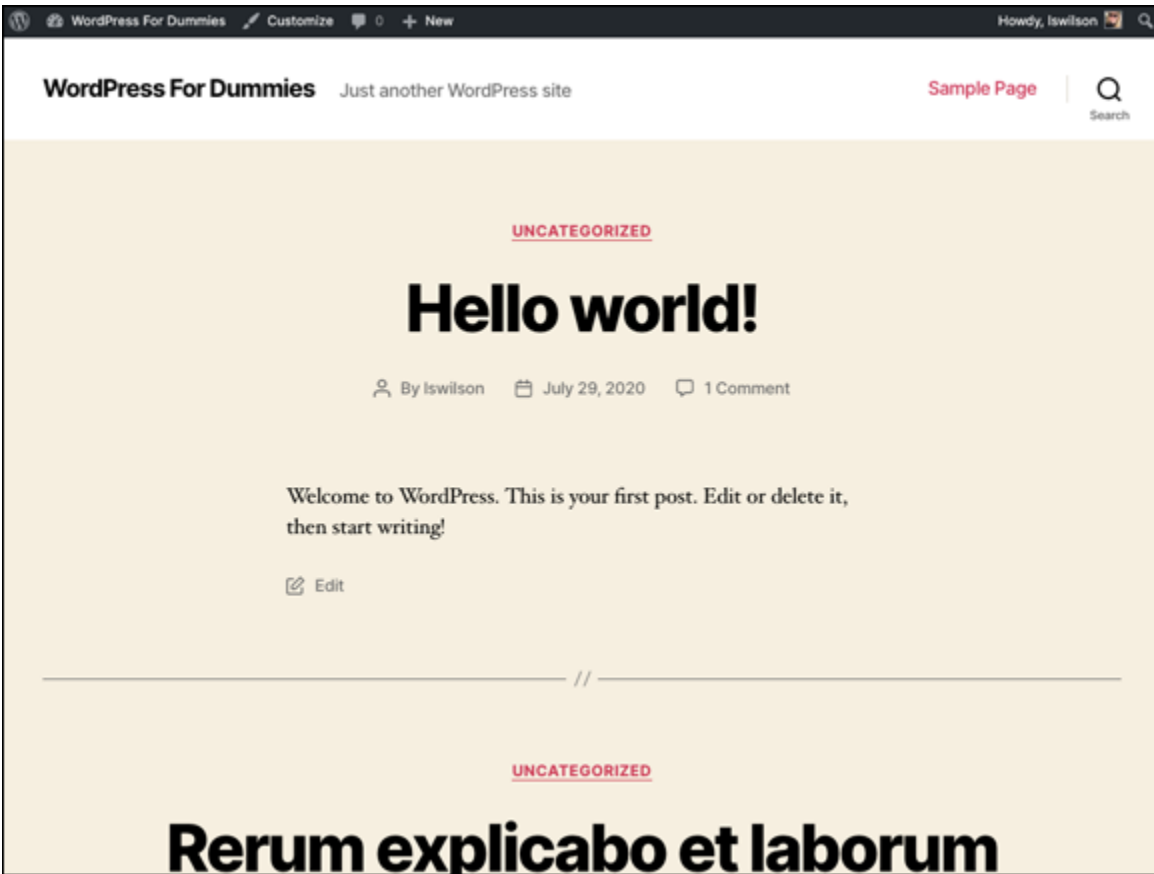 WordPress For Dummies Customize 0 + New Howdy, lswilson
WordPress For Dummies Just another WordPress site Sample Page
Search
UNCATEGORIZED
Hello world!
By lswilson July 29, 2020 1 Comment
Welcome to WordPress. This is your first post. Edit or delete it,
then start writing!
Edit
//
UNCATEGORIZED
Rerum explicabo et laborum